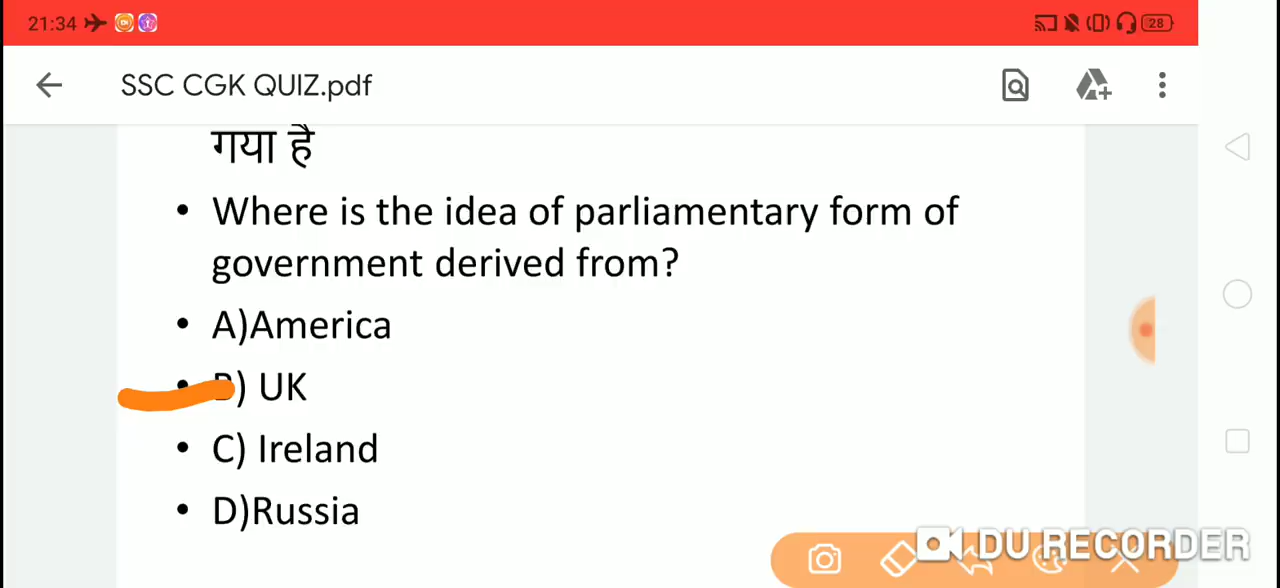 21:34
28
SSC CGK QUIZ.pdf
गया है
• Where is the idea of parliamentary form of
government derived from?
• A)America
• B) UK
• C) Ireland
• D)Russia
DU RECORDER